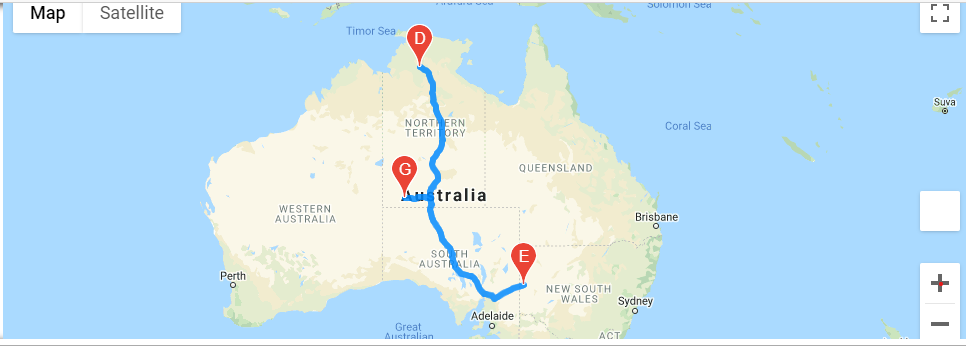 Map
Satellite
Arafura Sea
Solomon Sea
Timor Sea
D
Suva
NORTHERN
TERRITORY
Coral Sea
G
QUEENSLAND
Australia
WESTERN
AUSTRALIA
Brisbane
SOUTH
AUSTRALIA
E
Perth
NEW SOUTH
WALES
Sydney
Adelaide
Great
Australian
ACT